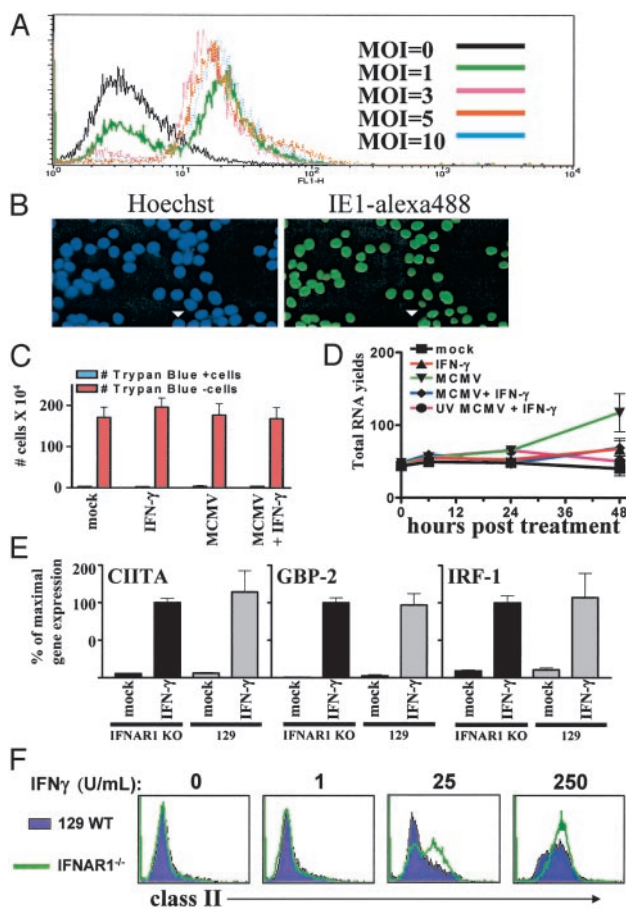 A
MOI=0
MOI=1
MOI=3
MOI=5
MOI=10
10⁰ 10¹ 10² 10³ 10⁴
FL1-H
B
Hoechst IE1-alexa488
C
# Trypan Blue +cells
# Trypan Blue -cells
# cells X 10⁴
200
100
0
mock
IFN-γ
MCMV
MCMV + IFN-γ
D
mock
IFN-γ
MCMV
MCMV+ IFN-γ
UV MCMV + IFN-γ
Total RNA yields
200
100
0
0 12 24 36 48
hours post treatment
E
% of maximal gene expression
100
0
CIITA GBP-2 IRF-1
mock IFN-γ mock IFN-γ mock IFN-γ mock IFN-γ mock IFN-γ mock IFN-γ
IFNAR1 KO 129 IFNAR1 KO 129 IFNAR1 KO 129
F
IFNγ (U/mL): 0 1 25 250
129 WT
IFNAR1⁻/⁻
class II